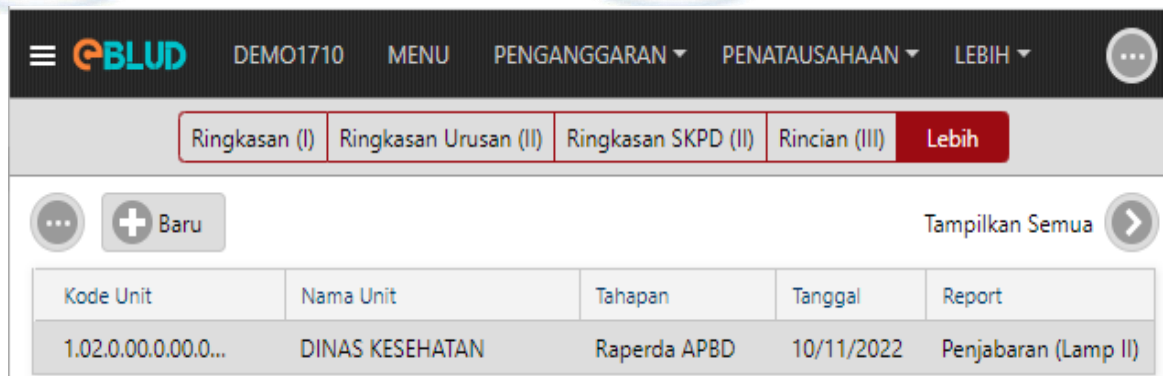 eBLUD DEMO1710 MENU PENGANGGARAN PENATAUSAHAAN LEBIH
Ringkasan (I) Ringkasan Urusan (II) Ringkasan SKPD (II) Rincian (III) Lebih
Baru Tampilkan Semua
Kode Unit Nama Unit Tahapan Tanggal Report
1.02.0.00.0.00.0... DINAS KESEHATAN Raperda APBD 10/11/2022 Penjabaran (Lamp II)